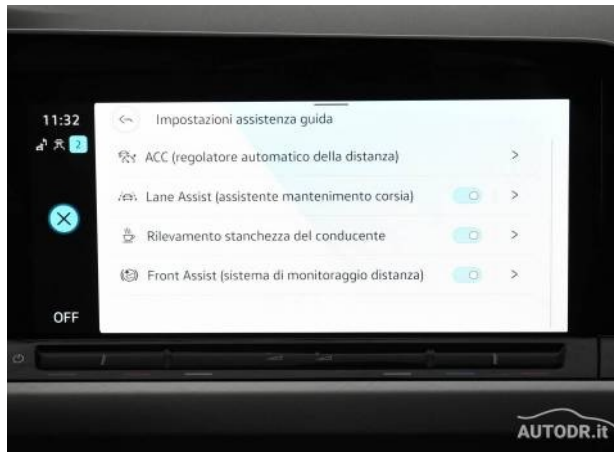 11:32
2
Impostazioni assistenza guida
ACC (regolatore automatico della distanza)
Lane Assist (assistente mantenimento corsia)
Rilevamento stanchezza del conducente
Front Assist (sistema di monitoraggio distanza)
OFF
AUTODR.it